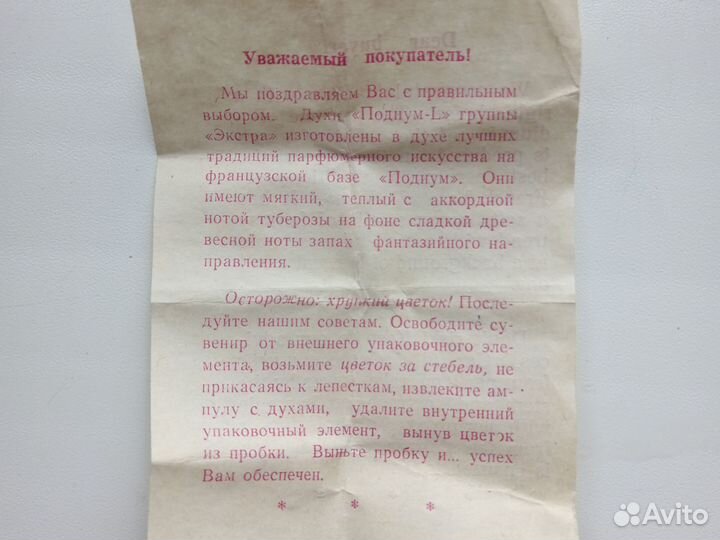 Уважаемый покупатель!
Мы поздравляем Вас с правильным
выбором. Духи «Подиум-L» группы
«Экстра» изготовлены в духе лучших
традиций парфюмерного искусства на
французской базе «Подиум». Они
имеют мягкий, теплый с аккордной
нотой туберозы на фоне сладкой дре-
весной ноты запах фантазийного на-
правления.
Осторожно: хрупкий цветок! После-
дуйте нашим советам. Освободите су-
венир от внешнего упаковочного эле-
мента, возьмите цветок за стебель, не
прикасаясь к лепесткам, извлеките ам-
пулу с духами, удалите внутренний
упаковочный элемент, вынув цветок
из пробки. Выньте пробку и... успех
Вам обеспечен.
* * *
Avito